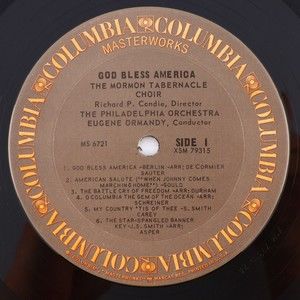 COLUMBIA COLUMBIA COLUMBIA
MASTERWORKS
GOD BLESS AMERICA
THE MORMON TABERNACLE
CHOIR
Richard P. Condie, Director
THE PHILADELPHIA ORCHESTRA
EUGENE ORMANDY, Conductor
MS 6721
SIDE 1
XSM 79315
1. GOD BLESS AMERICA -BERLIN -ARR: DE CORMIER
SAUTER
2. AMERICAN SALUTE ("WHEN JOHNNY COMES
MARCHING HOME") -GOULD
3. THE BATTLE CRY OF FREEDOM -ARR: DURHAM
4. O COLUMBIA THE GEM OF THE OCEAN -ARR:
SCHREINER
5. MY COUNTRY 'TIS OF THEE -S. SMITH
CAREY
6. THE STAR-SPANGLED BANNER
KEY-J.S. SMITH -ARR:
ASPER
COLUMBIA COLUMBIA